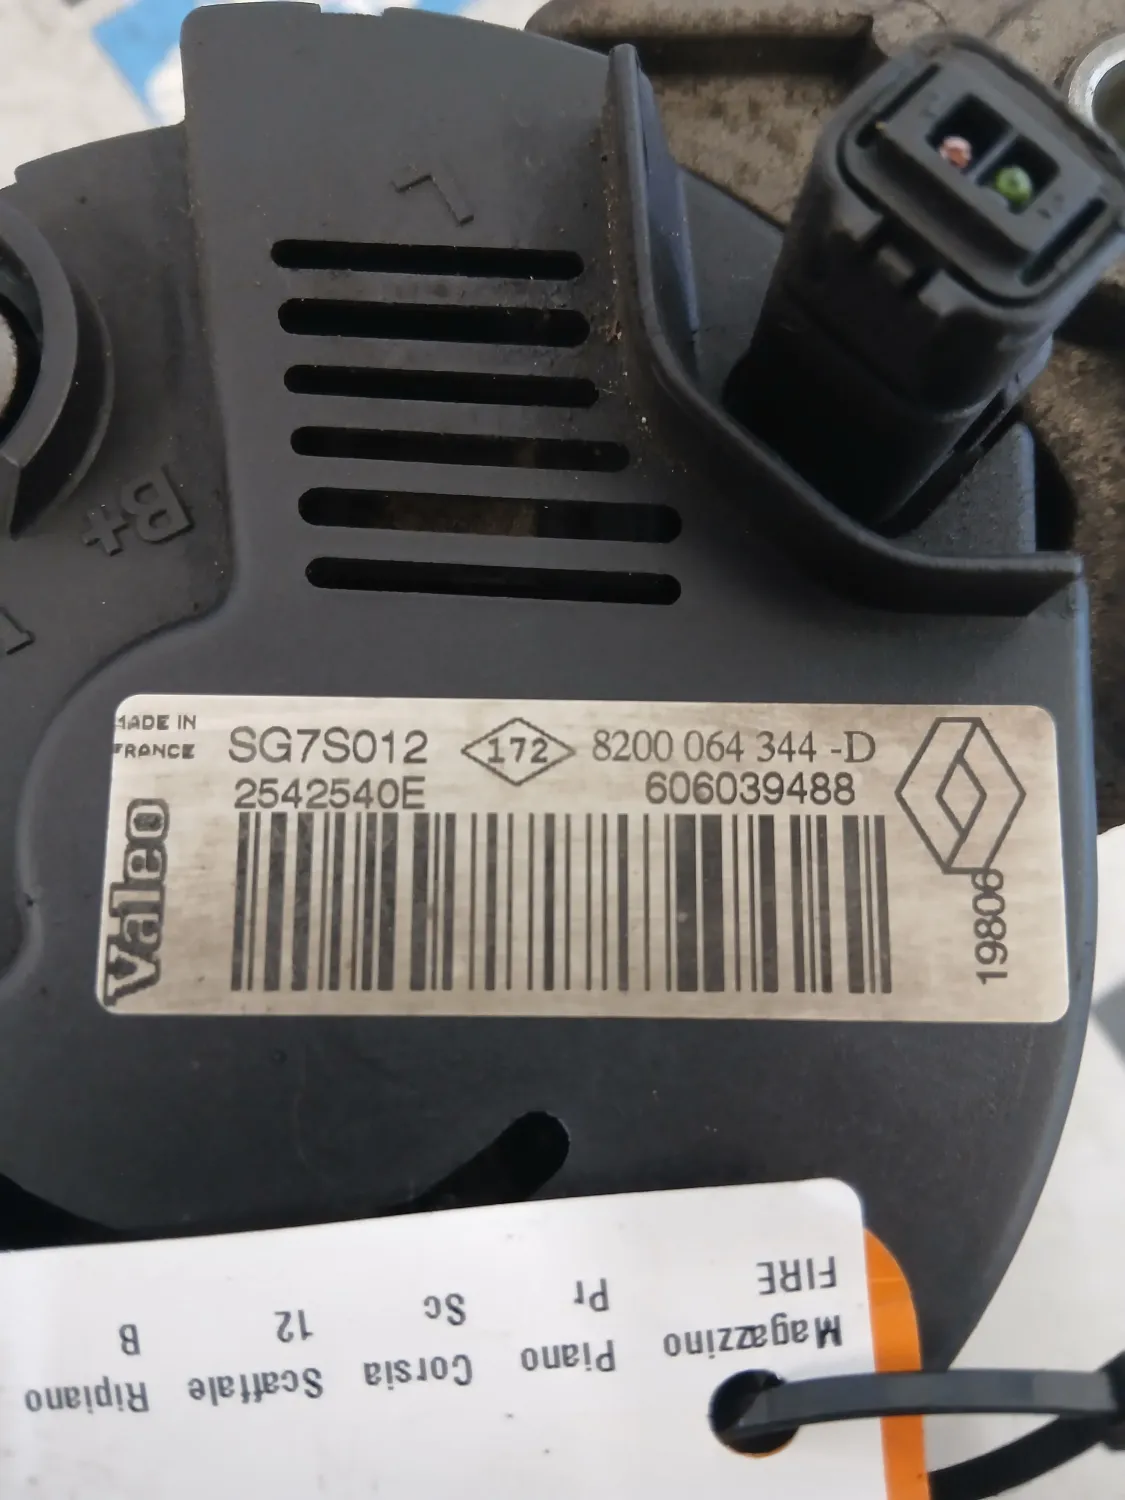 L
B+
MADE IN
FRANCE
SG7S012
172
8200 064 344 -D
2542540E
606039488
Valeo
19806
Magazzino Piano Corsia Scaffale Ripiano
FIRE Pr Sc 12 B